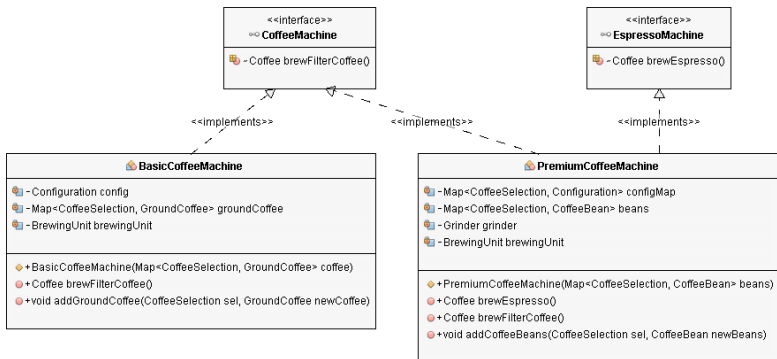 <<interface>>
CoffeeMachine
- Coffee brewFilterCoffee()
<<interface>>
EspressoMachine
- Coffee brewEspresso()
<<implements>>
<<implements>>
<<implements>>
BasicCoffeeMachine
- Configuration config
- Map<CoffeeSelection, GroundCoffee> groundCoffee
- BrewingUnit brewingUnit
+ BasicCoffeeMachine(Map<CoffeeSelection, GroundCoffee> coffee)
+ Coffee brewFilterCoffee()
+ void addGroundCoffee(CoffeeSelection sel, GroundCoffee newCoffee)
PremiumCoffeeMachine
- Map<CoffeeSelection, Configuration> configMap
- Map<CoffeeSelection, CoffeeBean> beans
- Grinder grinder
- BrewingUnit brewingUnit
+ PremiumCoffeeMachine(Map<CoffeeSelection, CoffeeBean> beans)
+ Coffee brewEspresso()
+ Coffee brewFilterCoffee()
+ void addCoffeeBeans(CoffeeSelection sel, CoffeeBean newBeans)